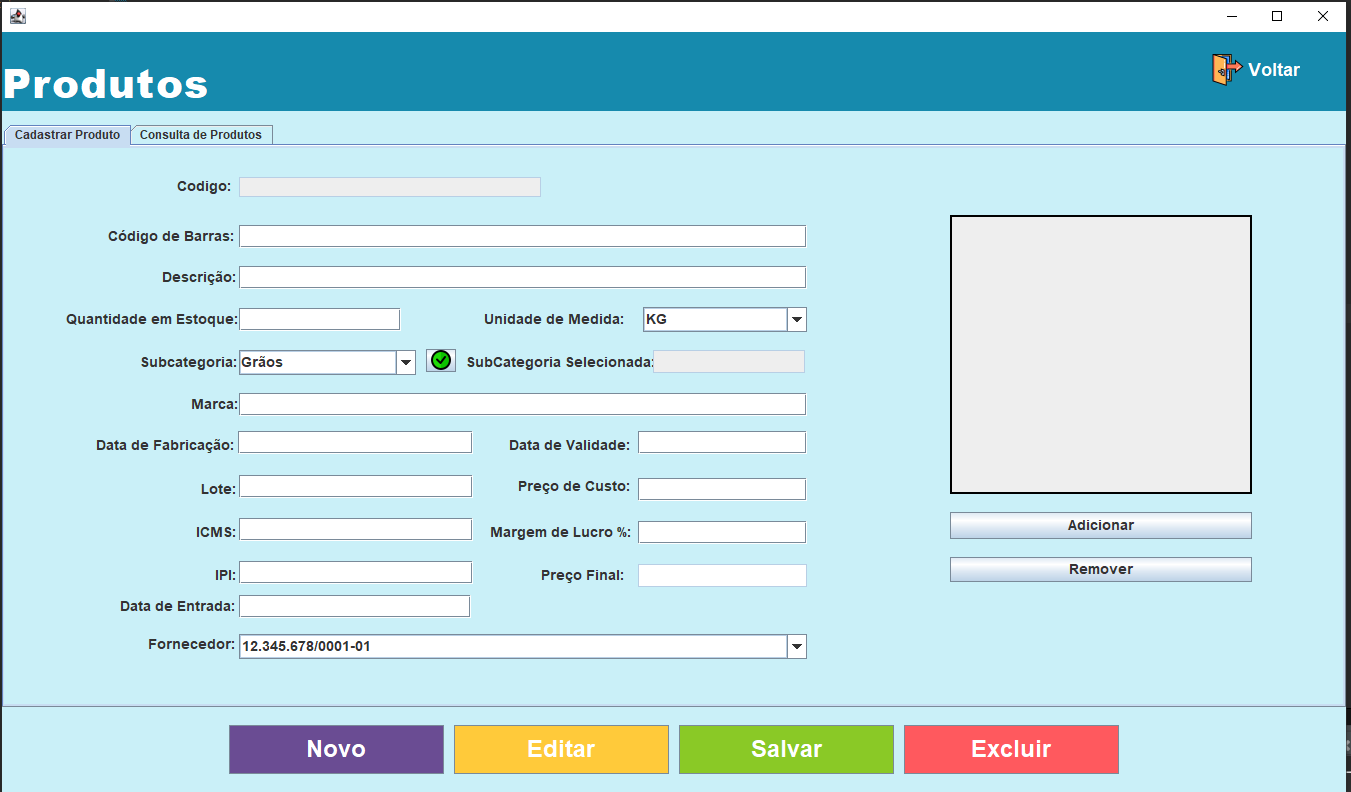 Produtos
Voltar
Cadastrar Produto Consulta de Produtos
Codigo:
Código de Barras:
Descrição:
Quantidade em Estoque: Unidade de Medida: KG
Subcategoria: Grãos SubCategoria Selecionada:
Marca:
Data de Fabricação: Data de Validade:
Lote: Preço de Custo:
ICMS: Margem de Lucro %:
IPI: Preço Final:
Data de Entrada:
Fornecedor: 12.345.678/0001-01
Adicionar
Remover
Novo Editar Salvar Excluir